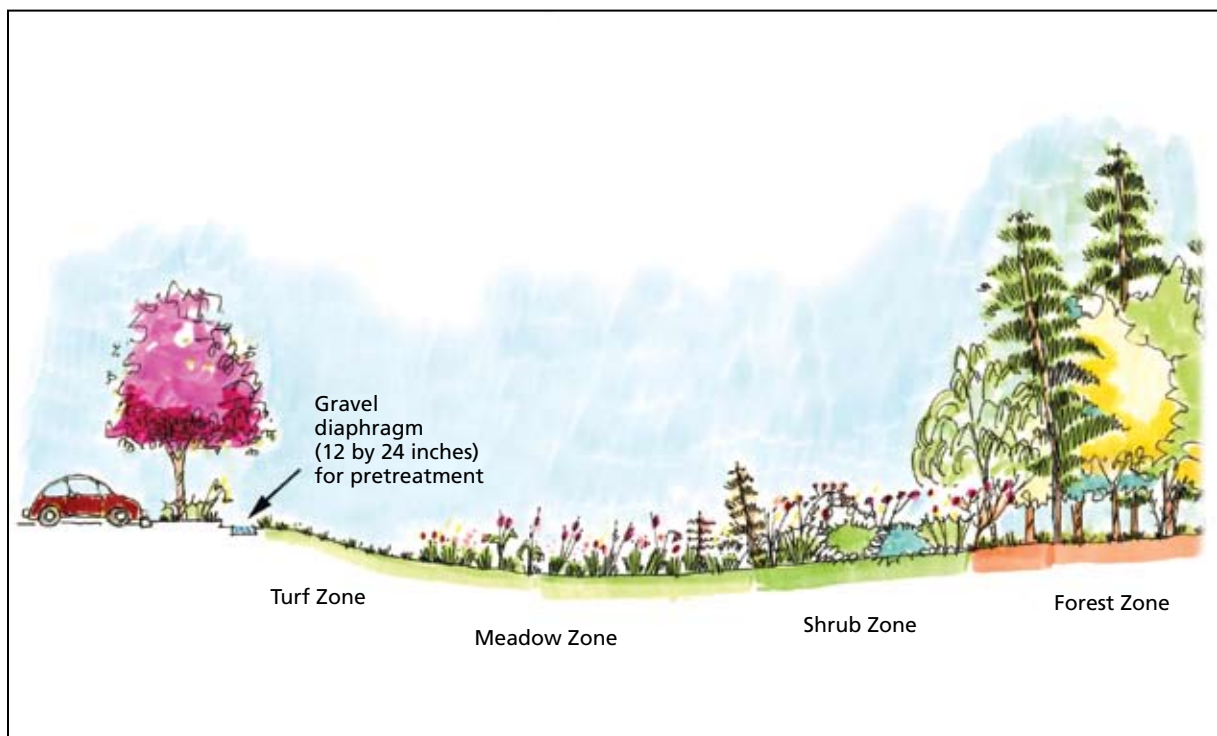 Gravel
diaphragm
(12 by 24 inches)
for pretreatment
Turf Zone
Meadow Zone
Shrub Zone
Forest Zone